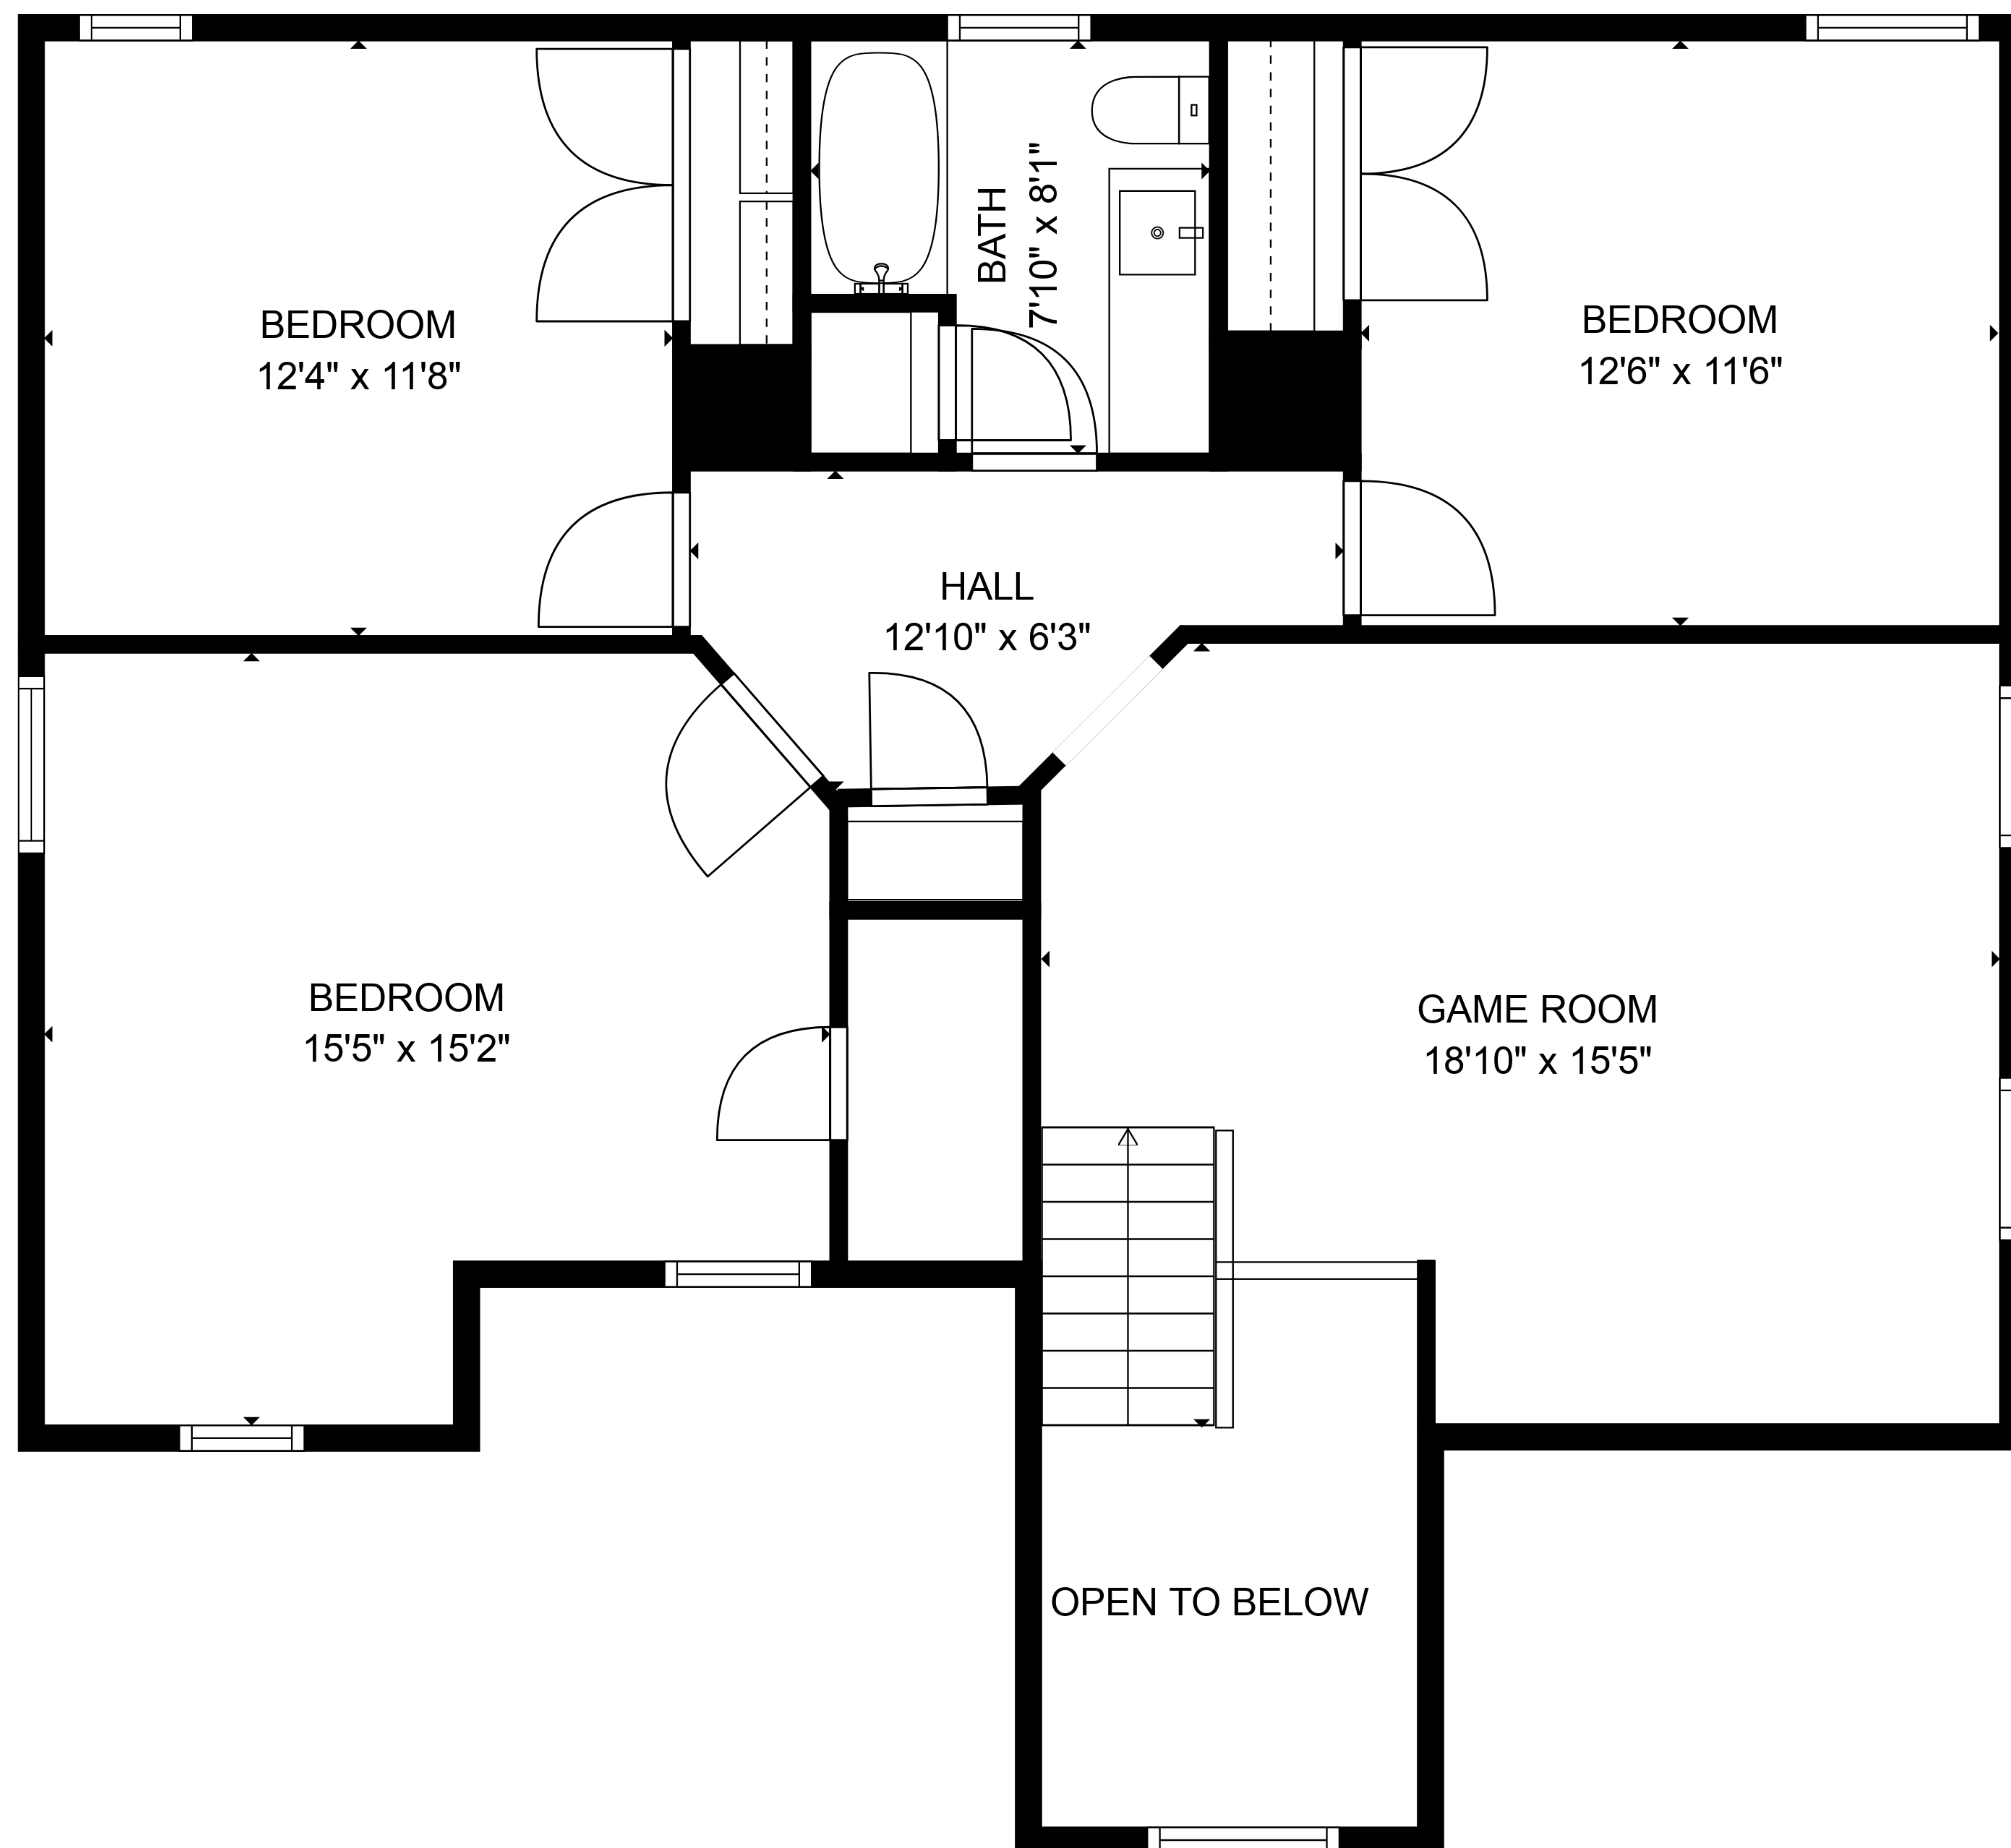 BATH
7'10" x 8'1"
BEDROOM
12'4" x 11'8"
BEDROOM
12'6" x 11'6"
HALL
12'10" x 6'3"
BEDROOM
15'5" x 15'2"
GAME ROOM
18'10" x 15'5"
OPEN TO BELOW